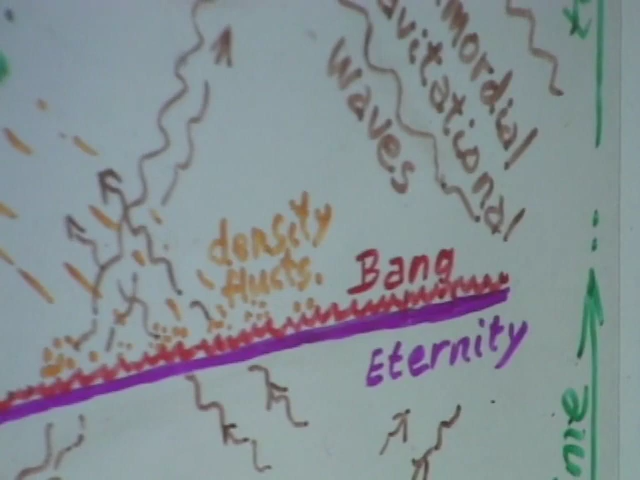 mordial
avitational
Waves
density
flucts.
Bang
Eternity